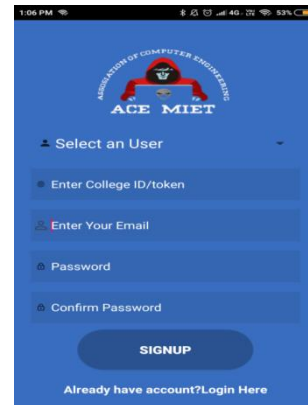 1:06 PM 4G 53%
ASSOCIATION OF COMPUTER ENGINEERING
ACE MIET
Select an User
Enter College ID/token
Enter Your Email
Password
Confirm Password
SIGNUP
Already have account?Login Here